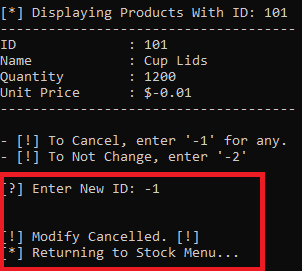 [*] Displaying Products With ID: 101
------------------------------------
ID             : 101
Name           : Cup Lids
Quantity       : 1200
Unit Price     : $-0.01
------------------------------------
- [!] To Cancel, enter '-1' for any.
- [!] To Not Change, enter '-2'
[?] Enter New ID: -1
[!] Modify Cancelled. [!]
[*] Returning to Stock Menu...